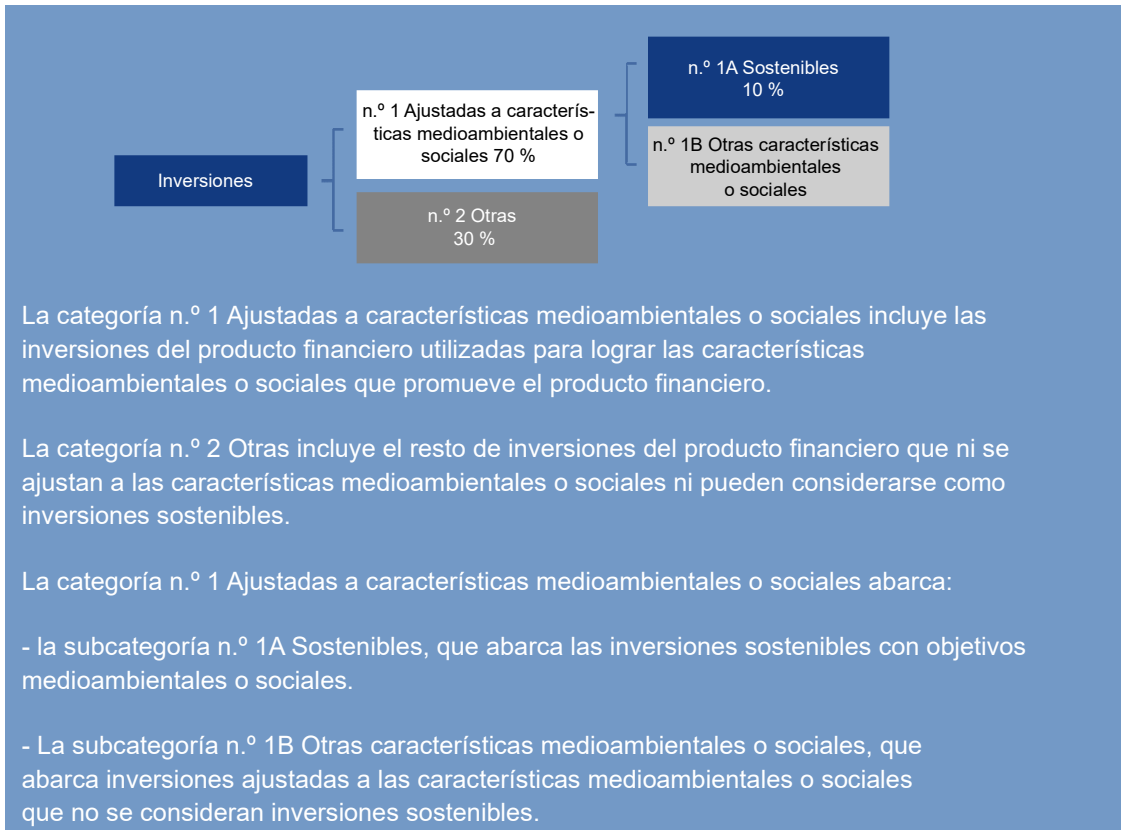 Inversiones
n.º 1 Ajustadas a caracterís-
ticas medioambientales o
sociales 70 %
n.º 2 Otras
30 %
n.º 1A Sostenibles
10 %
n.º 1B Otras características
medioambientales
o sociales
La categoría n.º 1 Ajustadas a características medioambientales o sociales incluye las
inversiones del producto financiero utilizadas para lograr las características
medioambientales o sociales que promueve el producto financiero.
La categoría n.º 2 Otras incluye el resto de inversiones del producto financiero que ni se
ajustan a las características medioambientales o sociales ni pueden considerarse como
inversiones sostenibles.
La categoría n.º 1 Ajustadas a características medioambientales o sociales abarca:
- la subcategoría n.º 1A Sostenibles, que abarca las inversiones sostenibles con objetivos
medioambientales o sociales.
- La subcategoría n.º 1B Otras características medioambientales o sociales, que
abarca inversiones ajustadas a las características medioambientales o sociales
que no se consideran inversiones sostenibles.